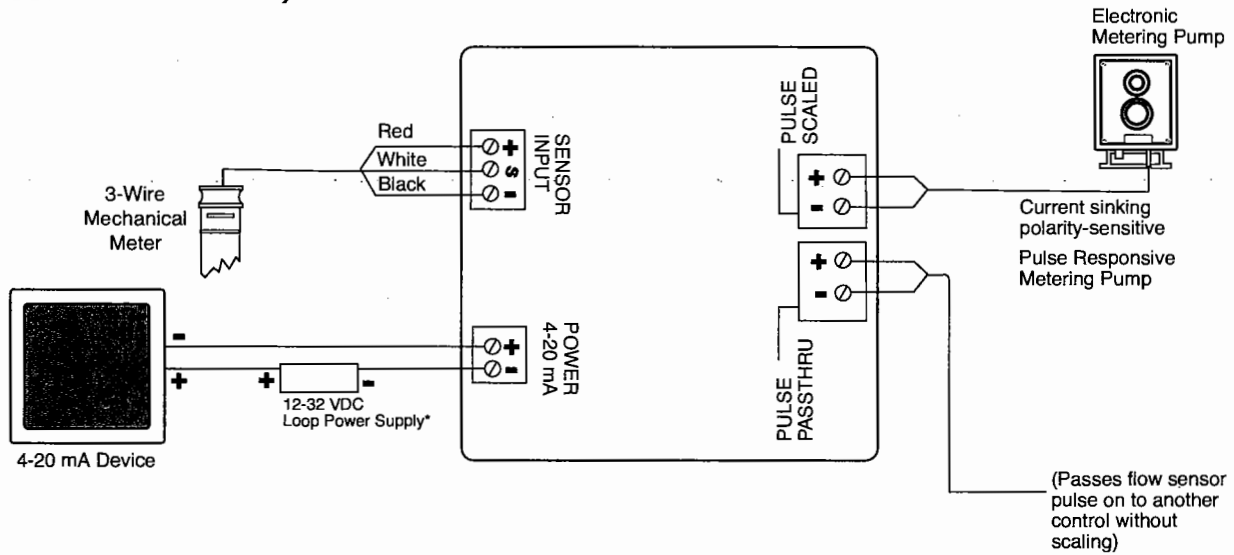 Electronic
Metering Pump
PULSE
SCALED
Red
White
Black
+
S
-
SENSOR
INPUT
3-Wire
Mechanical
Meter
+
-
Current sinking
polarity-sensitive
Pulse Responsive
Metering Pump
+
-
PULSE
PASSTHRU
-
+
+
-
12-32 VDC
Loop Power Supply*
+
-
POWER
4-20 mA
4-20 mA Device
(Passes flow sensor
pulse on to another
control without
scaling)